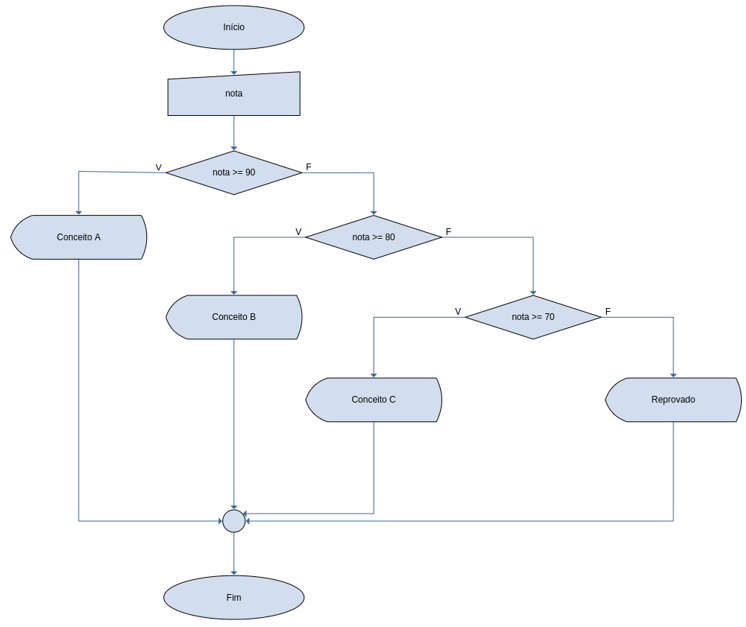 Início
nota
V
nota >= 90
F
Conceito A
V
nota >= 80
F
Conceito B
V
nota >= 70
F
Conceito C
Reprovado
Fim